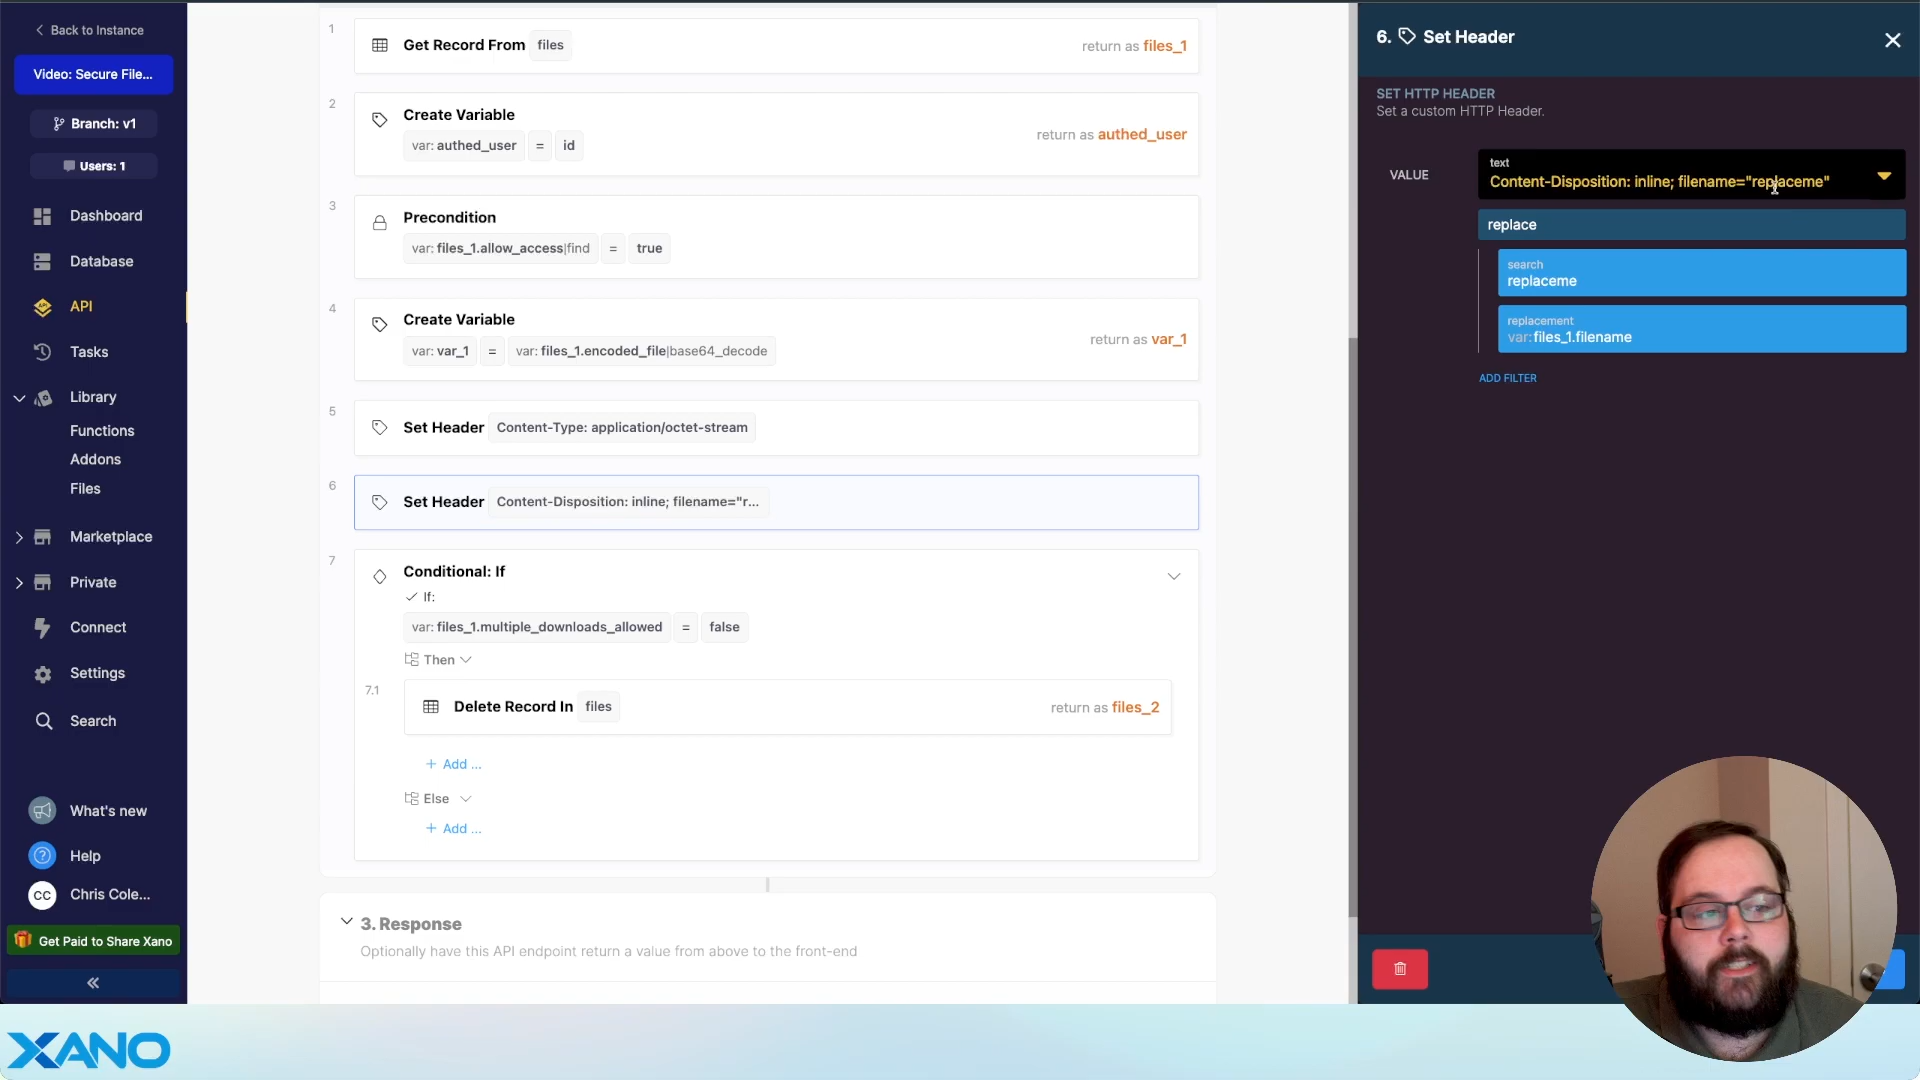 Back to Instance
Video: Secure File...
Branch: v1
Users: 1
Dashboard
Database
API
Tasks
Library
Functions
Addons
Files
Marketplace
Private
Connect
Settings
Search
What's new
Help
CC Chris Cole...
Get Paid to Share Xano
XANO
1
Get Record From files
return as files_1
2
Create Variable
var: authed_user = id
return as authed_user
3
Precondition
var: files_1.allow_access|find = true
4
Create Variable
var: var_1 = var: files_1.encoded_file|base64_decode
return as var_1
5
Set Header Content-Type: application/octet-stream
6
Set Header Content-Disposition: inline; filename="r...
7
Conditional: If
If:
var: files_1.multiple_downloads_allowed = false
Then
7.1
Delete Record In files
return as files_2
+ Add ...
Else
+ Add ...
3. Response
Optionally have this API endpoint return a value from above to the front-end
6. Set Header
SET HTTP HEADER
Set a custom HTTP Header.
VALUE
text
Content-Disposition: inline; filename="replaceme"
replace
search
replaceme
replacement
var: files_1.filename
ADD FILTER